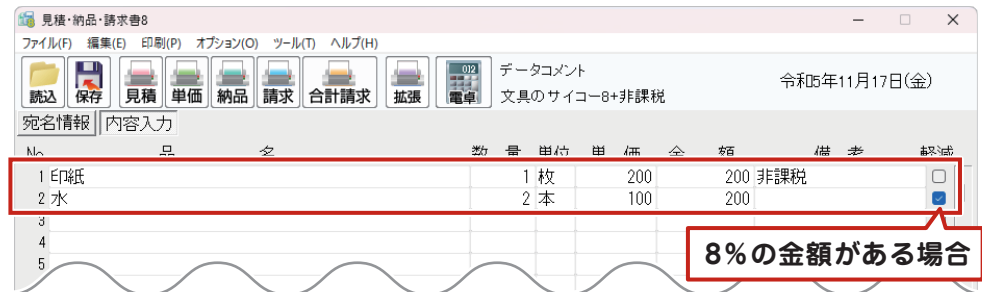 見積・納品・請求書8
ファイル(F) 編集(E) 印刷(P) オプション(O) ツール(T) ヘルプ(H)
読込 保存 見積 単価 納品 請求 合計請求 拡張 012 電卓
データコメント
文具のサイコー8+非課税
令和5年11月17日(金)
宛名情報 内容入力
No 品 名 数 量 単位 単 価 金 額 備 考 軽減
1 印紙 1 枚 200 200 非課税
2 水 2 本 100 200
3
4
5
8%の金額がある場合